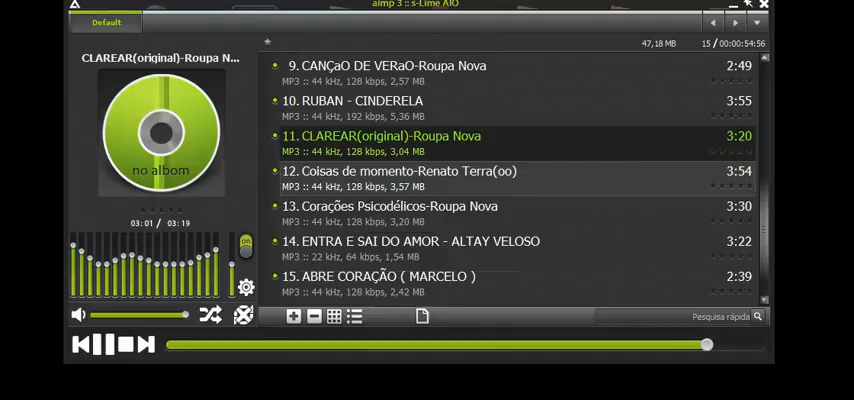 aimp 3 :: s-Lime AIO
Default
CLAREAR(original)-Roupa N...
no albom
03:01 / 03:19
on
47,18 MB 15 / 00:00:54:56
9. CANÇaO DE VERaO-Roupa Nova 2:49
MP3 :: 44 kHz, 128 kbps, 2,57 MB
10. RUBAN - CINDERELA 3:55
MP3 :: 44 kHz, 192 kbps, 5,36 MB
11. CLAREAR(original)-Roupa Nova 3:20
MP3 :: 44 kHz, 128 kbps, 3,04 MB
12. Coisas de momento-Renato Terra(oo) 3:54
MP3 :: 44 kHz, 128 kbps, 3,57 MB
13. Corações Psicodélicos-Roupa Nova 3:30
MP3 :: 44 kHz, 128 kbps, 3,20 MB
14. ENTRA E SAI DO AMOR - ALTAY VELOSO 3:22
MP3 :: 22 kHz, 64 kbps, 1,54 MB
15. ABRE CORAÇÃO ( MARCELO ) 2:39
MP3 :: 44 kHz, 128 kbps, 2,42 MB
Pesquisa rápida